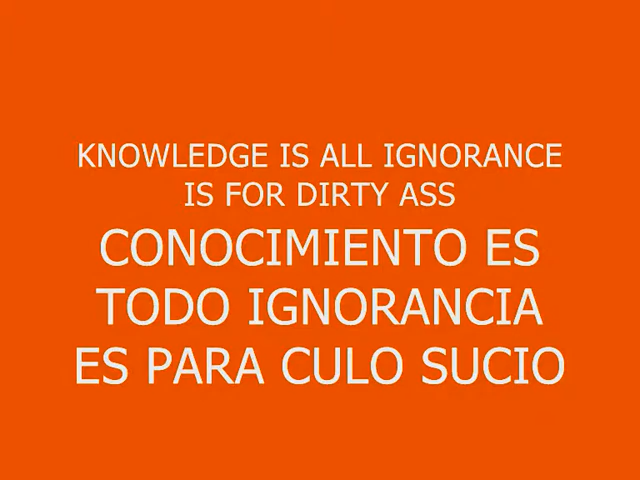 KNOWLEDGE IS ALL IGNORANCE
IS FOR DIRTY ASS
CONOCIMIENTO ES
TODO IGNORANCIA
ES PARA CULO SUCIO